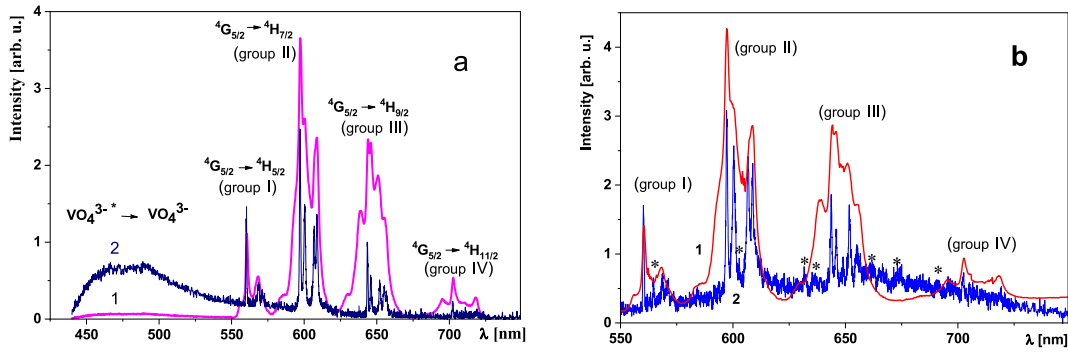 a
⁴G₅/₂ → ⁴H₇/₂
(group II)
⁴G₅/₂ → ⁴H₉/₂
(group III)
⁴G₅/₂ → ⁴H₅/₂
(group I)
VO₄³⁻ * → VO₄³⁻
⁴G₅/₂ → ⁴H₁₁/₂
(group IV)
2
1
Intensity [arb. u.]
0
1
2
3
4
450 500 550 600 650 700
λ [nm]
b
(group II)
(group III)
(group I)
(group IV)
1
2
* * * * * * *
Intensity [arb. u.]
0
1
2
3
4
550 600 650 700
λ [nm]